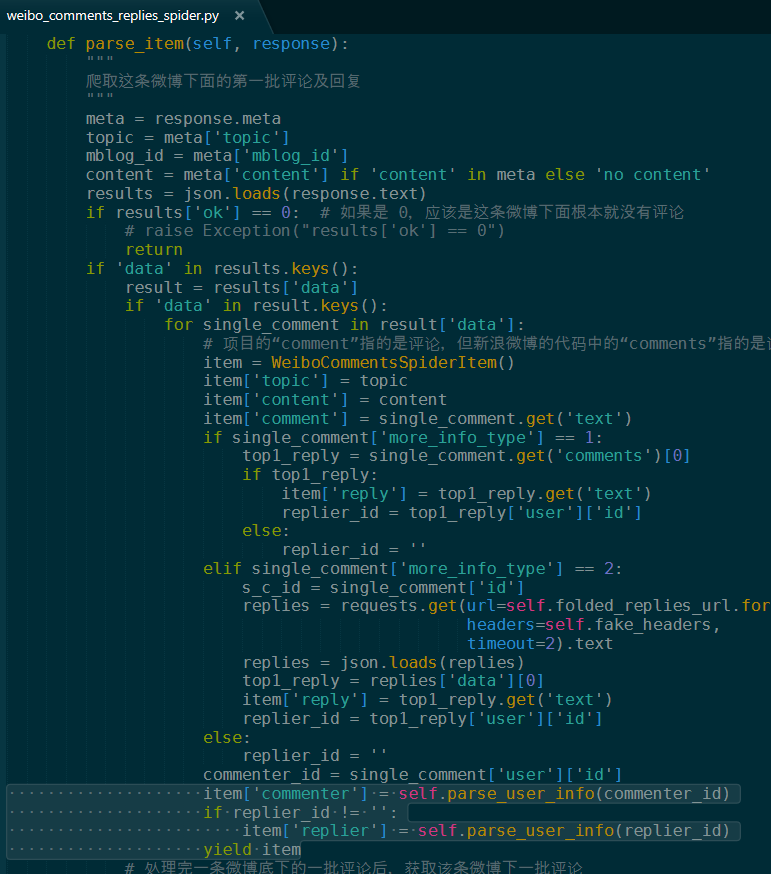 weibo_comments_replies_spider.py ×
def parse_item(self, response):
"""
爬取这条微博下面的第一批评论及回复
"""
meta = response.meta
topic = meta['topic']
mblog_id = meta['mblog_id']
content = meta['content'] if 'content' in meta else 'no content'
results = json.loads(response.text)
if results['ok'] == 0:  # 如果是 0，应该是这条微博下面根本就没有评论
# raise Exception("results['ok'] == 0")
return
if 'data' in results.keys():
result = results['data']
if 'data' in result.keys():
for single_comment in result['data']:
# 项目的“comment”指的是评论，但新浪微博的代码中的“comments”指的是
item = WeiboCommentsSpiderItem()
item['topic'] = topic
item['content'] = content
item['comment'] = single_comment.get('text')
if single_comment['more_info_type'] == 1:
top1_reply = single_comment.get('comments')[0]
if top1_reply:
item['reply'] = top1_reply.get('text')
replier_id = top1_reply['user']['id']
else:
replier_id = ''
elif single_comment['more_info_type'] == 2:
s_c_id = single_comment['id']
replies = requests.get(url=self.folded_replies_url.for
headers=self.fake_headers,
timeout=2).text
replies = json.loads(replies)
top1_reply = replies['data'][0]
item['reply'] = top1_reply.get('text')
replier_id = top1_reply['user']['id']
else:
replier_id = ''
commenter_id = single_comment['user']['id']
item['commenter'] = self.parse_user_info(commenter_id)
if replier_id != '':
item['replier'] = self.parse_user_info(replier_id)
yield item
# 处理完一条微博底下的一批评论后，获取该条微博下一批评论